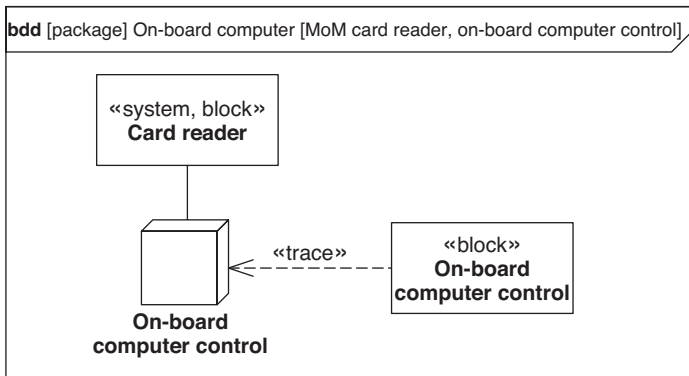 bdd [package] On-board computer [MoM card reader, on-board computer control]
«system, block»
Card reader
«trace»
«block»
On-board
computer control
On-board
computer control